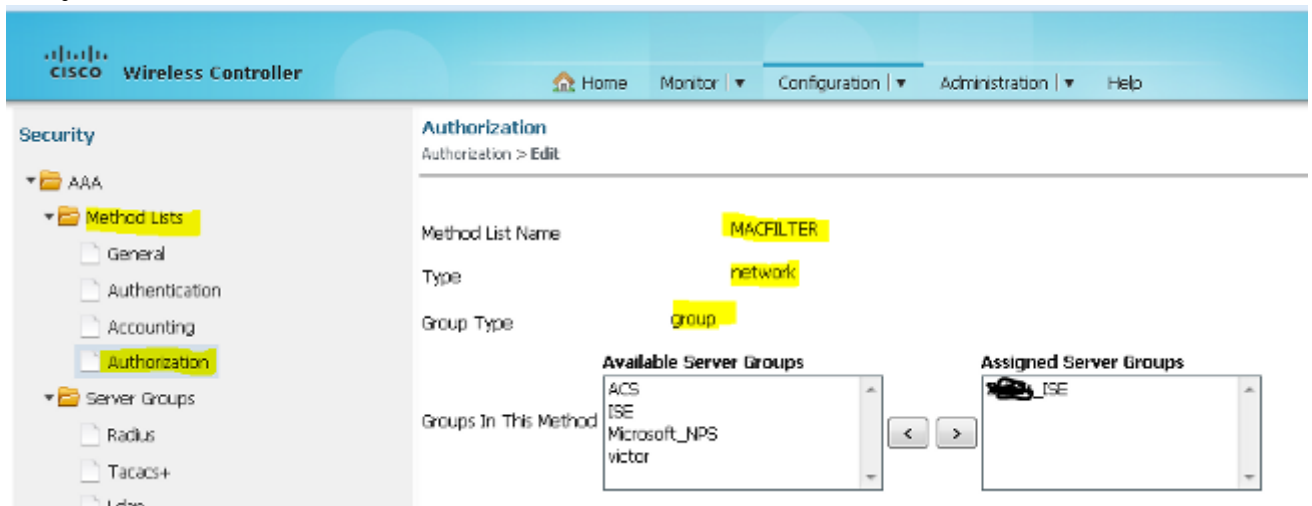 CISCO Wireless Controller
Home Monitor Configuration Administration Help
Security
AAA
Method Lists
General
Authentication
Accounting
Authorization
Server Groups
Radius
Tacacs+
Authorization
Authorization > Edit
Method List Name MACFILTER
Type network
Group Type group
Available Server Groups Assigned Server Groups
Groups In This Method
ACS
ISE
Microsoft_NPS
victor
< >
_ISE